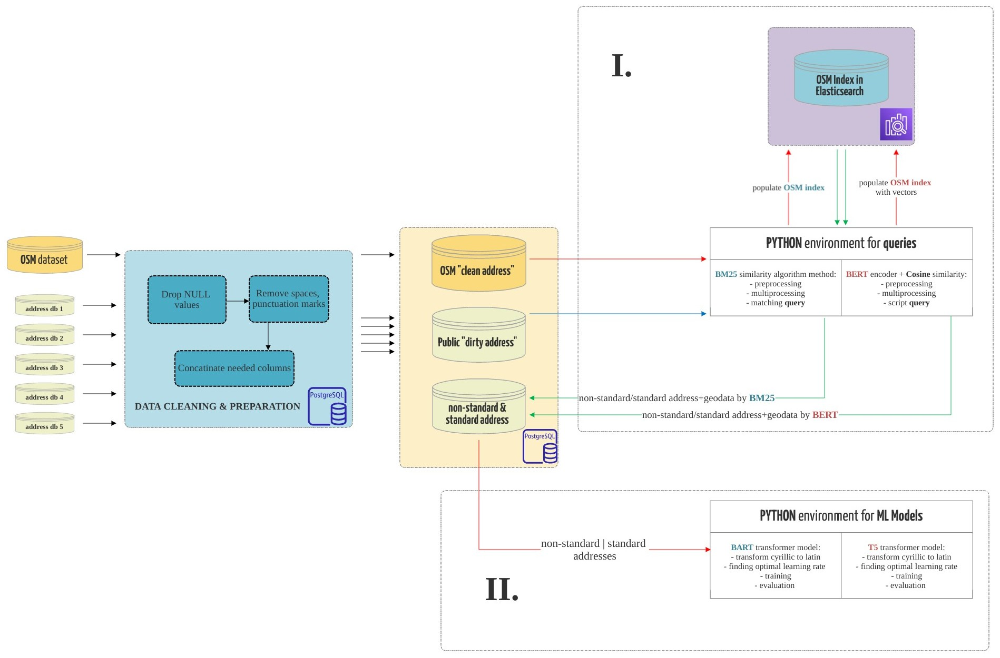 I.
OSM Index in
Elasticsearch
populate OSM index
populate OSM index
with vectors
OSM dataset
address db 1
address db 2
address db 3
address db 4
address db 5
Drop NULL
values
Remove spaces,
punctuation marks
Concatinate needed columns
DATA CLEANING & PREPARATION
PostgreSQL
OSM "clean address"
Public "dirty address"
non-standard &
standard address
PostgreSQL
PYTHON environment for queries
BM25 similarity algorithm method:
- preprocessing
- multiprocessing
- matching query
BERT encoder + Cosine similarity:
- preprocessing
- multiprocessing
- script query
non-standard/standard address+geodata by BM25
non-standard/standard address+geodata by BERT
non-standard | standard
addresses
II.
PYTHON environment for ML Models
BART transformer model:
- transform cyrillic to latin
- finding optimal learning rate
- training
- evaluation
T5 transformer model:
- transform cyrillic to latin
- finding optimal learning rate
- training
- evaluation